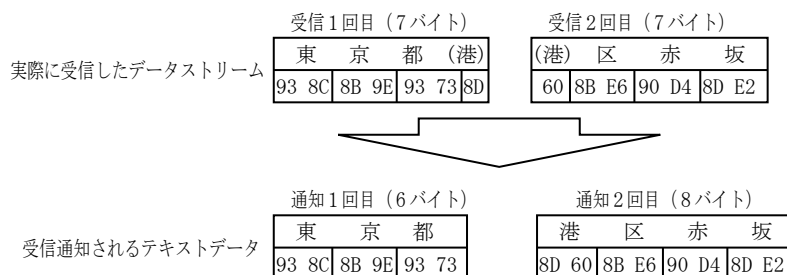 受信1回目（7バイト） 受信2回目（7バイト）
実際に受信したデータストリーム
東 京 都 (港) (港) 区 赤 坂
93 8C 8B 9E 93 73 8D 60 8B E6 90 D4 8D E2
通知1回目（6バイト） 通知2回目（8バイト）
受信通知されるテキストデータ
東 京 都 港 区 赤 坂
93 8C 8B 9E 93 73 8D 60 8B E6 90 D4 8D E2